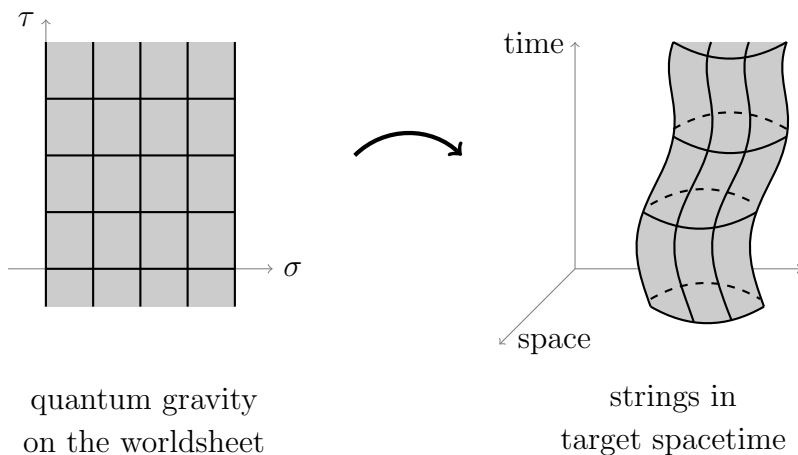 τ
σ
time
space
quantum gravity
on the worldsheet
strings in
target spacetime